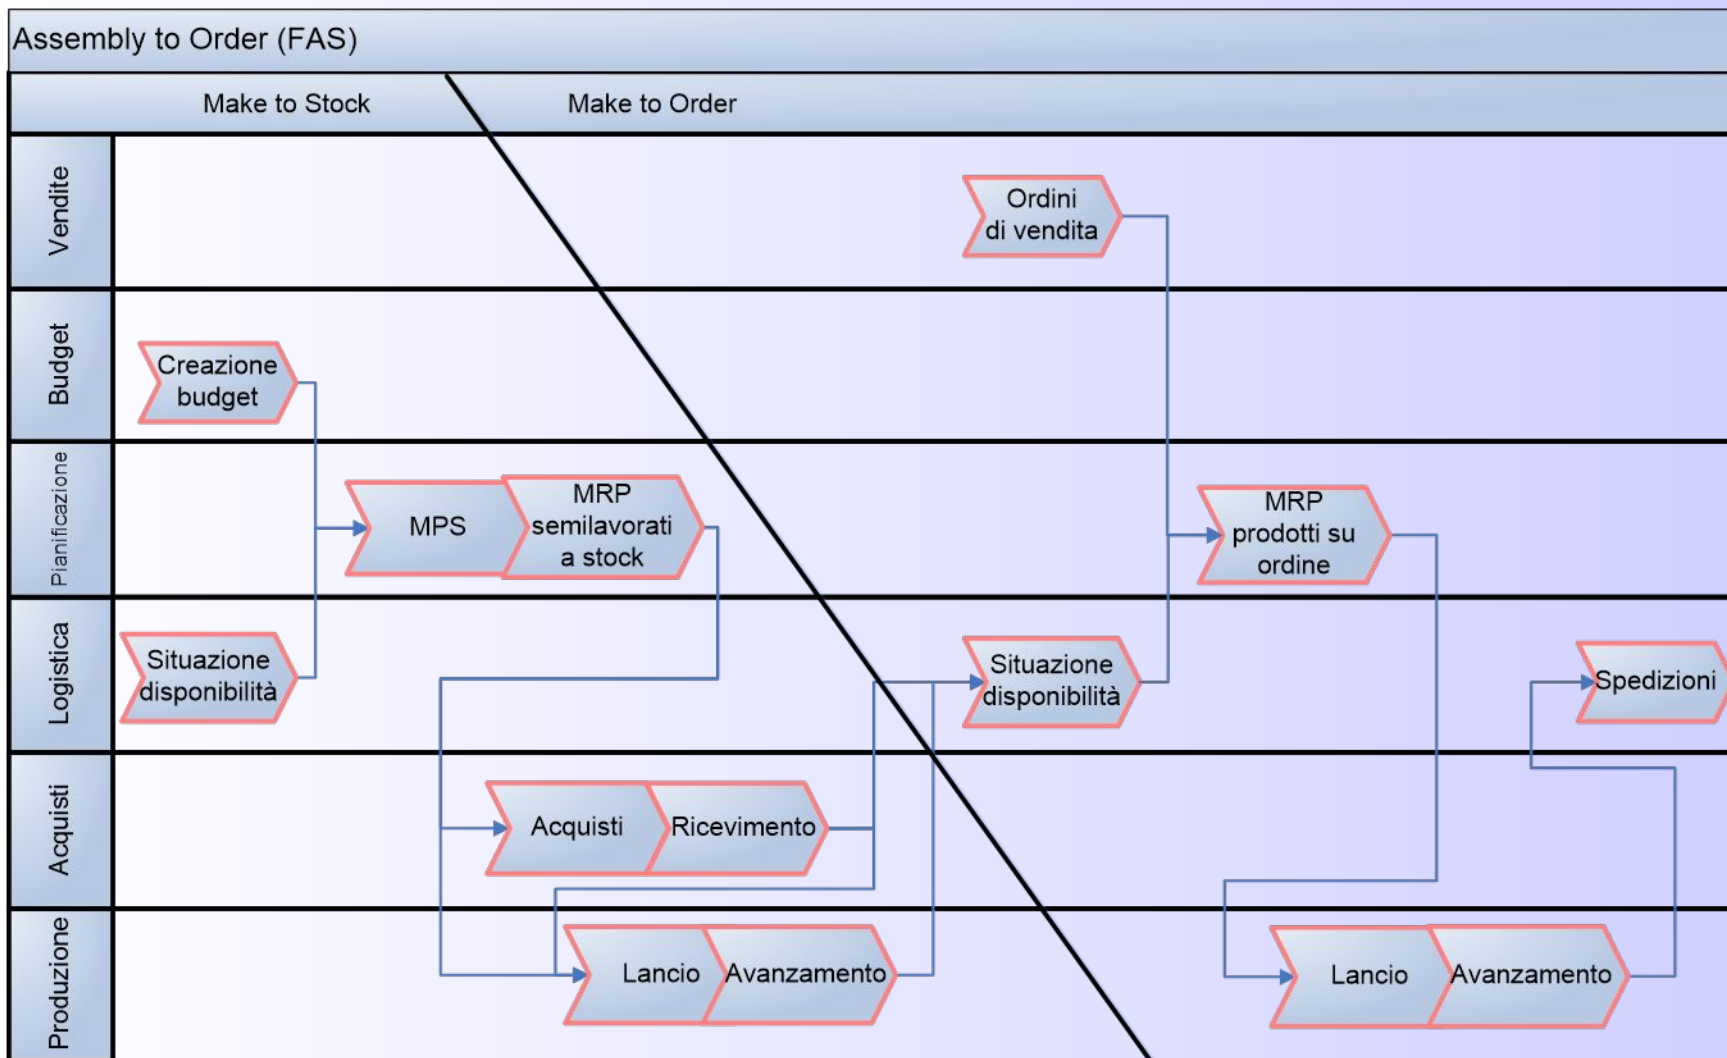 Assembly to Order (FAS)
Make to Stock
Make to Order
Vendite
Ordini
di vendita
Budget
Creazione
budget
Pianificazione
MPS
MRP
semilavorati
a stock
MRP
prodotti su
ordine
Logistica
Situazione
disponibilità
Situazione
disponibilità
Spedizioni
Acquisti
Acquisti
Ricevimento
Produzione
Lancio
Avanzamento
Lancio
Avanzamento